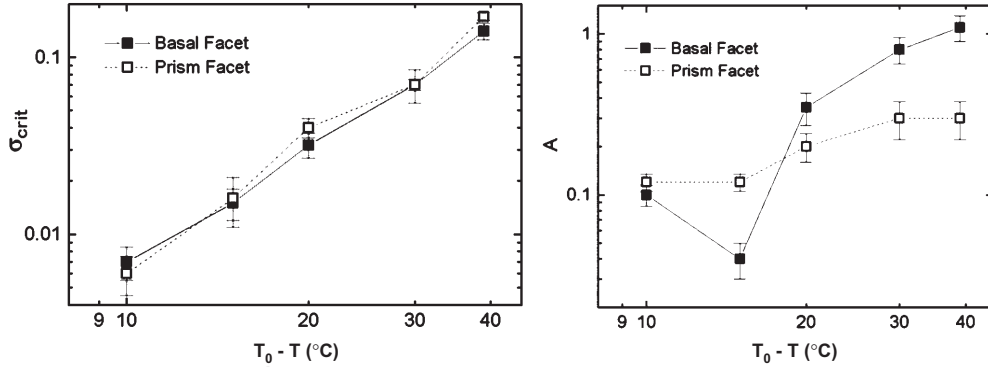 0.1
0.01
σcrit
Basal Facet
Prism Facet
9 10 20 30 40
T0 - T (°C)
1
0.1
A
Basal Facet
Prism Facet
9 10 20 30 40
T0 - T (°C)